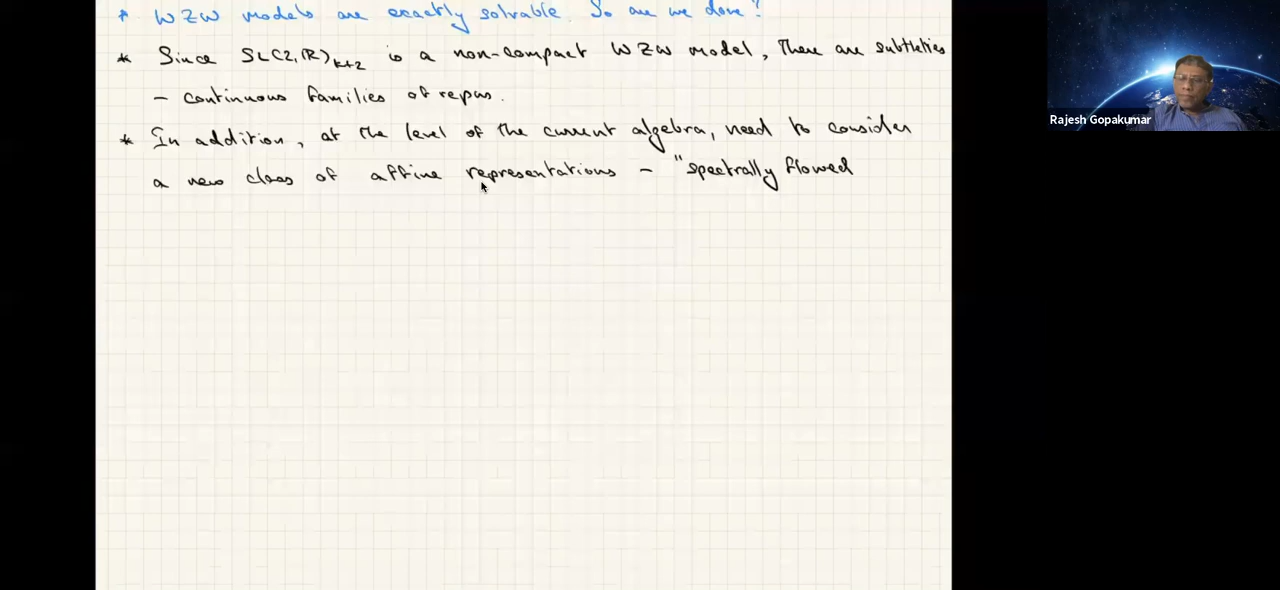 * WZW models are exactly solvable. So are we done?
* Since SL(2,R)k+2 is a non-compact WZW model, there are subtleties
– continuous families of repns.
* In addition, at the level of the current algebra, need to consider
a new class of affine representations – "spectrally flowed
Rajesh Gopakumar